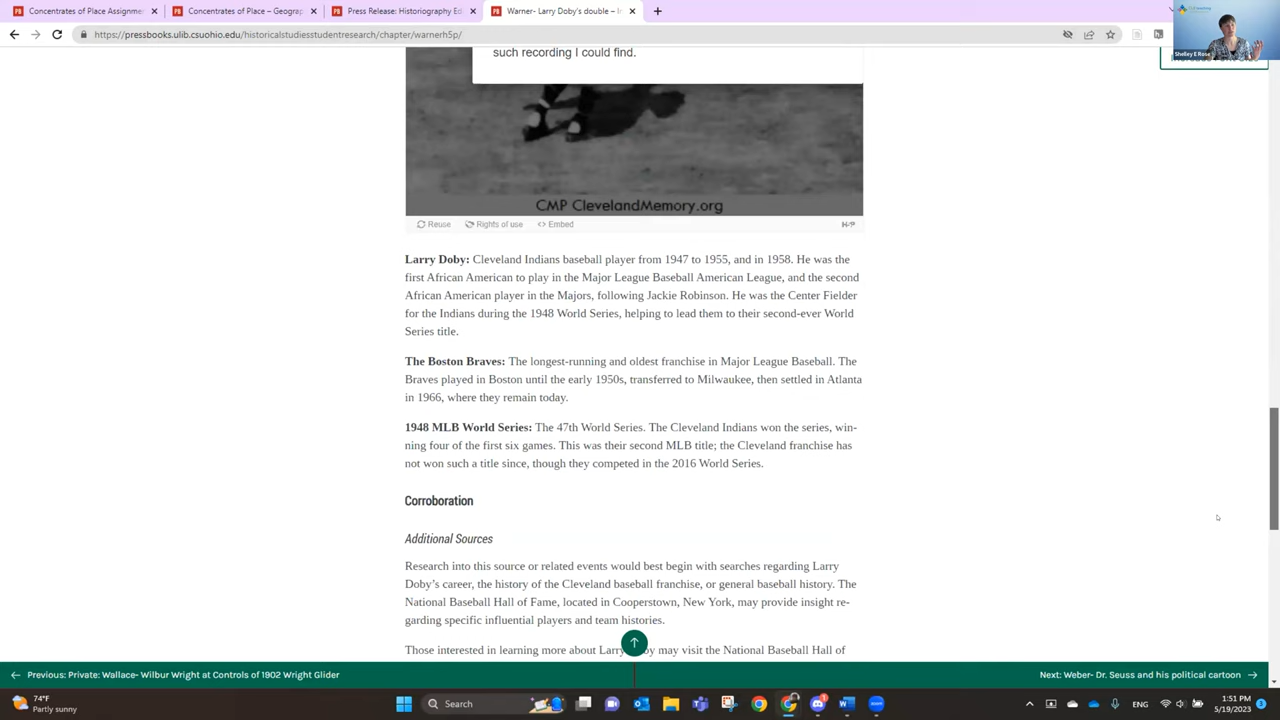 Concentrates of Place Assignme
Concentrates of Place – Geograp
Press Release: Historiography Ed
Warner- Larry Doby's double – In
https://pressbooks.ulib.csuohio.edu/historicalstudiesstudentresearch/chapter/warnerh5p/
Shelley E Rose
such recording I could find.
CMP ClevelandMemory.org
Reuse Rights of use <> Embed H-P
Larry Doby: Cleveland Indians baseball player from 1947 to 1955, and in 1958. He was the
first African American to play in the Major League Baseball American League, and the second
African American player in the Majors, following Jackie Robinson. He was the Center Fielder
for the Indians during the 1948 World Series, helping to lead them to their second-ever World
Series title.
The Boston Braves: The longest-running and oldest franchise in Major League Baseball. The
Braves played in Boston until the early 1950s, transferred to Milwaukee, then settled in Atlanta
in 1966, where they remain today.
1948 MLB World Series: The 47th World Series. The Cleveland Indians won the series, win-
ning four of the first six games. This was their second MLB title; the Cleveland franchise has
not won such a title since, though they competed in the 2016 World Series.
Corroboration
Additional Sources
Research into this source or related events would best begin with searches regarding Larry
Doby's career, the history of the Cleveland baseball franchise, or general baseball history. The
National Baseball Hall of Fame, located in Cooperstown, New York, may provide insight re-
garding specific influential players and team histories.
Those interested in learning more about Larry Doby may visit the National Baseball Hall of
Previous: Private: Wallace- Wilbur Wright at Controls of 1902 Wright Glider
Next: Weber- Dr. Seuss and his political cartoon
74°F
Partly sunny
Search
ENG
1:51 PM
5/19/2023